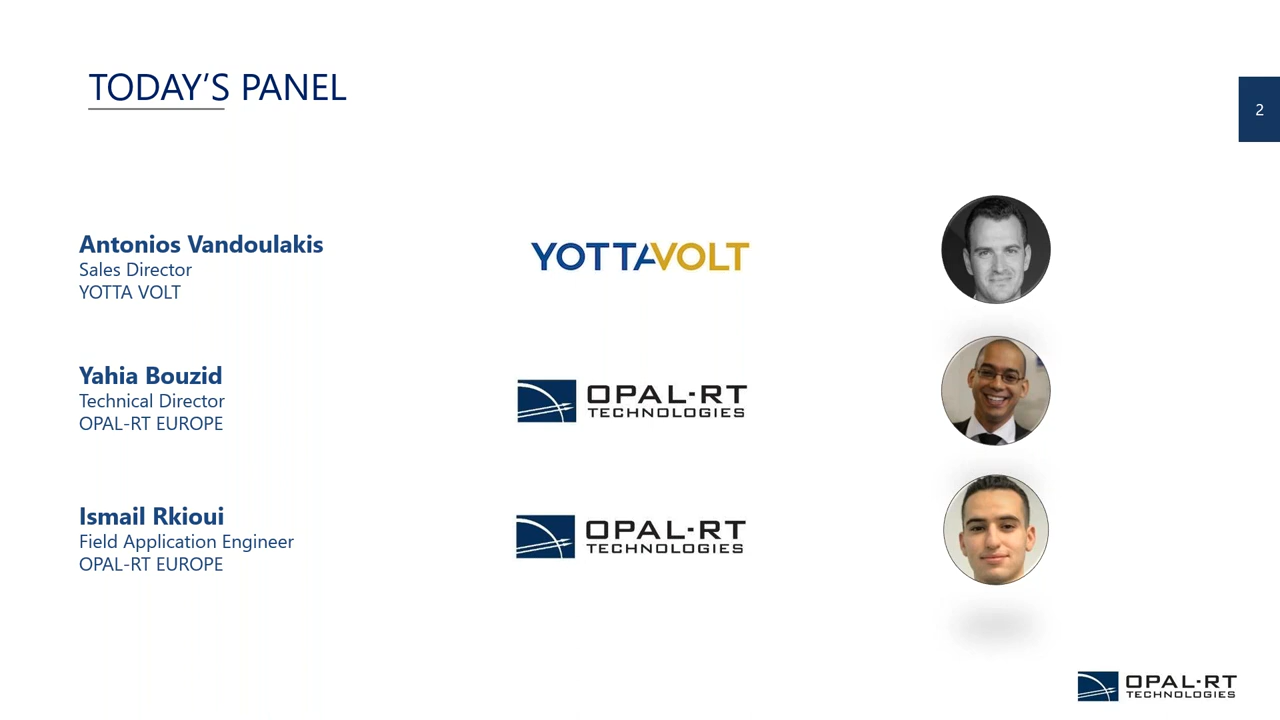 TODAY'S PANEL
2
Antonios Vandoulakis
Sales Director
YOTTA VOLT
YOTTAVOLT
Yahia Bouzid
Technical Director
OPAL-RT EUROPE
OPAL-RT
TECHNOLOGIES
Ismail Rkioui
Field Application Engineer
OPAL-RT EUROPE
OPAL-RT
TECHNOLOGIES
OPAL-RT
TECHNOLOGIES